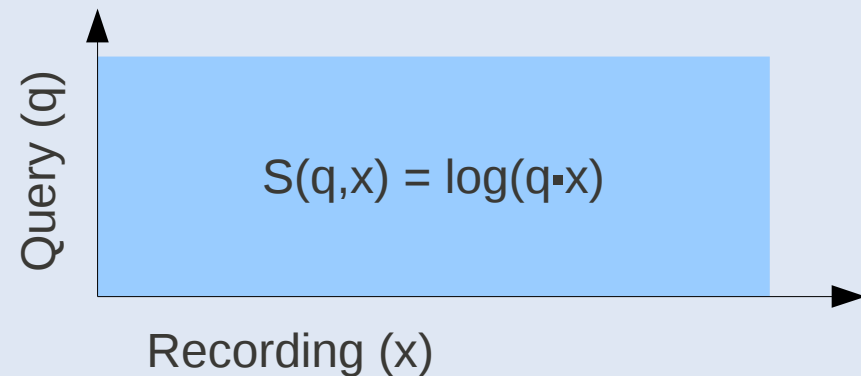 Query (q)
S(q,x) = log(q▪x)
Recording (x)